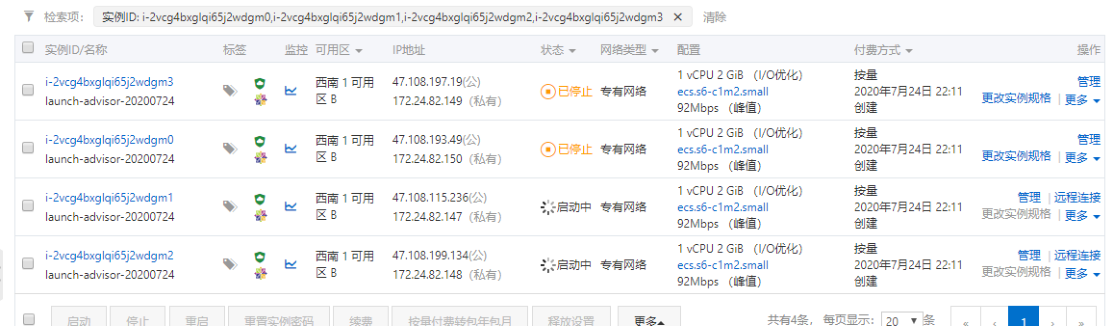 检索项： 实例ID: i-2vcg4bxglqi65j2wdgm0,i-2vcg4bxglqi65j2wdgm1,i-2vcg4bxglqi65j2wdgm2,i-2vcg4bxglqi65j2wdgm3 ✕ 清除
实例ID/名称 标签 监控 可用区 IP地址 状态 网络类型 配置 付费方式 操作
i-2vcg4bxglqi65j2wdgm3
launch-advisor-20200724
西南 1 可用
区 B
47.108.197.19(公)
172.24.82.149（私有）
已停止
专有网络
1 vCPU 2 GiB （I/O优化）
ecs.s6-c1m2.small
92Mbps （峰值）
按量
2020年7月24日 22:11
创建
管理
更改实例规格 | 更多
i-2vcg4bxglqi65j2wdgm0
launch-advisor-20200724
西南 1 可用
区 B
47.108.193.49(公)
172.24.82.150（私有）
已停止
专有网络
1 vCPU 2 GiB （I/O优化）
ecs.s6-c1m2.small
92Mbps （峰值）
按量
2020年7月24日 22:11
创建
管理
更改实例规格 | 更多
i-2vcg4bxglqi65j2wdgm1
launch-advisor-20200724
西南 1 可用
区 B
47.108.115.236(公)
172.24.82.147（私有）
启动中
专有网络
1 vCPU 2 GiB （I/O优化）
ecs.s6-c1m2.small
92Mbps （峰值）
按量
2020年7月24日 22:11
创建
管理 | 远程连接
更改实例规格 | 更多
i-2vcg4bxglqi65j2wdgm2
launch-advisor-20200724
西南 1 可用
区 B
47.108.199.134(公)
172.24.82.148（私有）
启动中
专有网络
1 vCPU 2 GiB （I/O优化）
ecs.s6-c1m2.small
92Mbps （峰值）
按量
2020年7月24日 22:11
创建
管理 | 远程连接
更改实例规格 | 更多
启动 停止 重启 重置实例密码 续费 按量付费转包年包月 释放设置 更多 共有4条， 每页显示： 20 条 « ‹ 1 › »